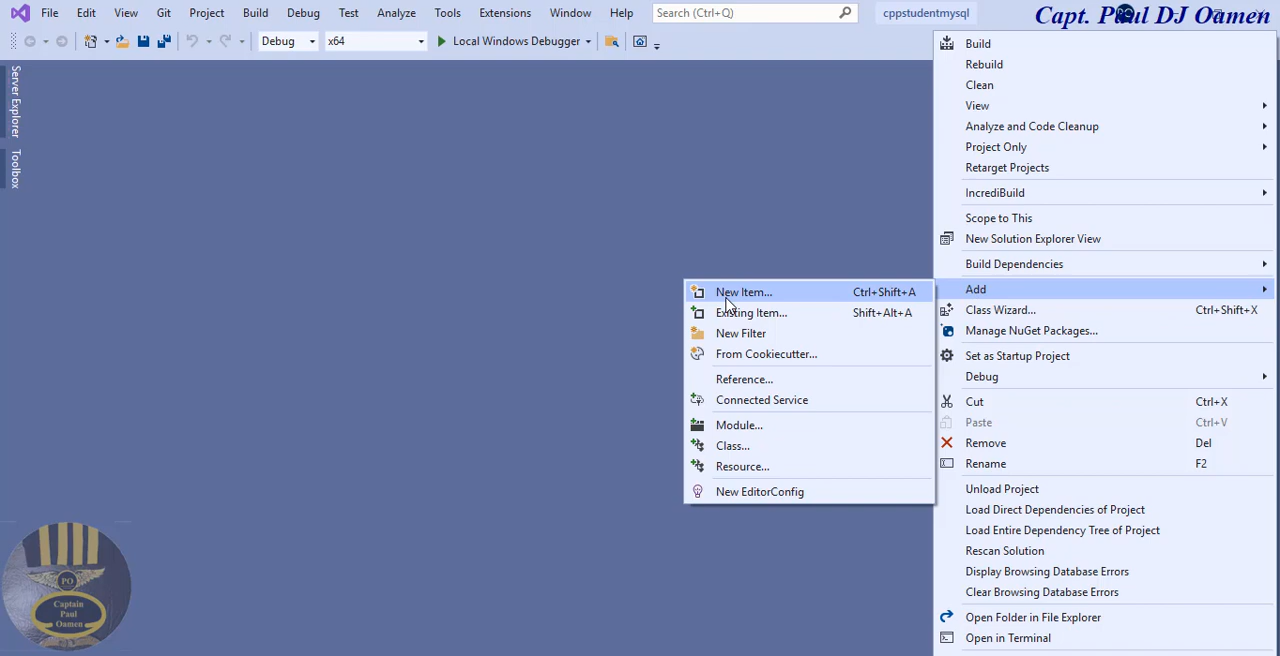 File Edit View Git Project Build Debug Test Analyze Tools Extensions Window Help Search (Ctrl+Q) cppstudentmysql Capt. Paul DJ Oamen
Debug x64 Local Windows Debugger
Server Explorer
Toolbox
Build
Rebuild
Clean
View
Analyze and Code Cleanup
Project Only
Retarget Projects
IncrediBuild
Scope to This
New Solution Explorer View
Build Dependencies
Add
Class Wizard... Ctrl+Shift+X
Manage NuGet Packages...
Set as Startup Project
Debug
Cut Ctrl+X
Paste Ctrl+V
Remove Del
Rename F2
Unload Project
Load Direct Dependencies of Project
Load Entire Dependency Tree of Project
Rescan Solution
Display Browsing Database Errors
Clear Browsing Database Errors
Open Folder in File Explorer
Open in Terminal
New Item... Ctrl+Shift+A
Existing Item... Shift+Alt+A
New Filter
From Cookiecutter...
Reference...
Connected Service
Module...
Class...
Resource...
New EditorConfig
PO
Captain
Paul
Oamen